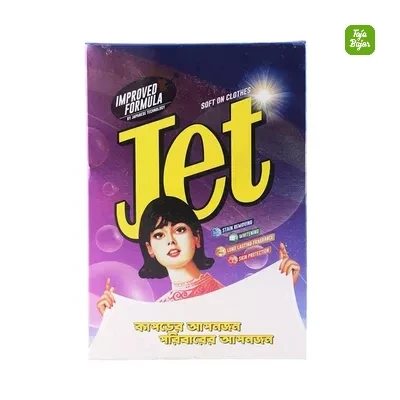 Taja
Bajar
IMPROVED
FORMULA
BY JAPANESE TECHNOLOGY
SOFT ON CLOTHES
Jet
STAIN REMOVING
WHITENING
LONG LASTING FRAGRANCE
SKIN PROTECTION
কাপড়ের আপনজন
পরিবারের আপনজন